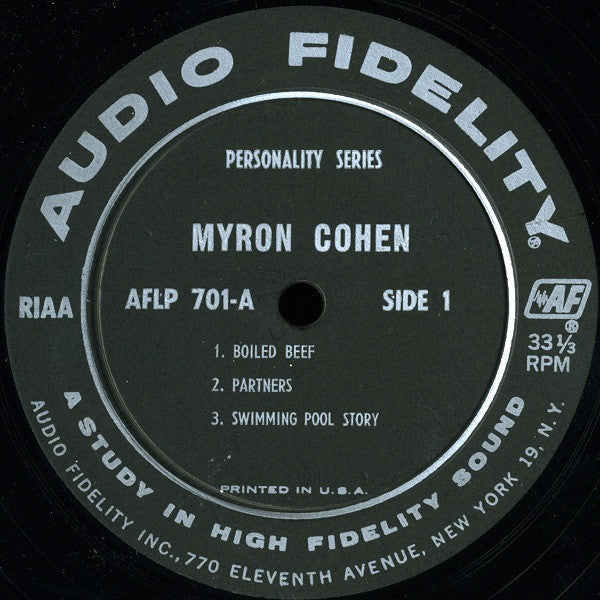 AUDIO FIDELITY®
PERSONALITY SERIES
MYRON COHEN
RIAA
AFLP 701-A
SIDE 1
AF®
33 1/3
RPM
1. BOILED BEEF
2. PARTNERS
3. SWIMMING POOL STORY
PRINTED IN U.S.A.
A STUDY IN HIGH FIDELITY SOUND
AUDIO FIDELITY INC., 770 ELEVENTH AVENUE, NEW YORK 19, N.Y.